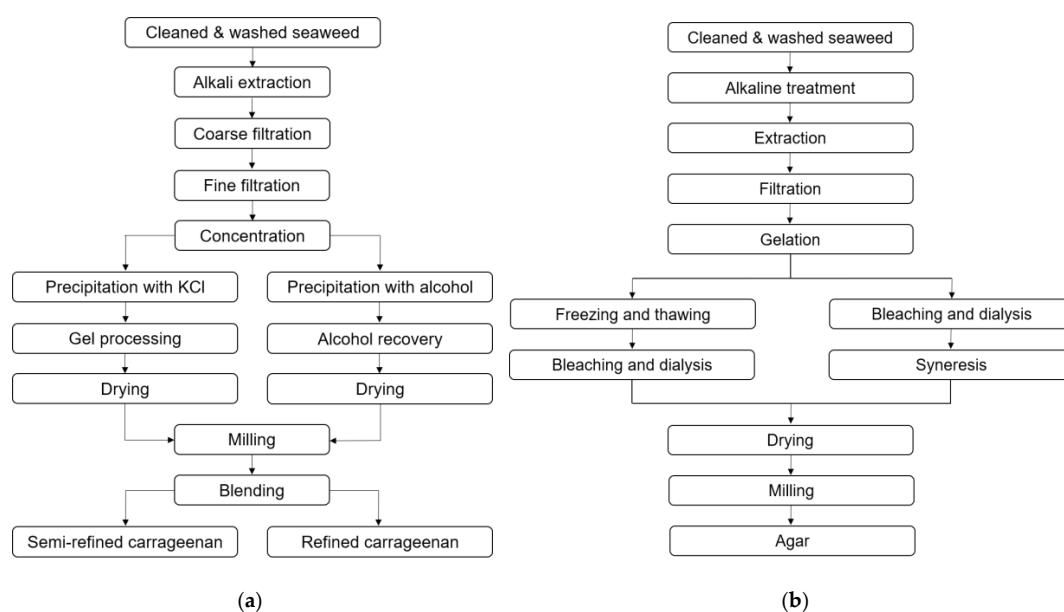 Cleaned & washed seaweed
Alkali extraction
Coarse filtration
Fine filtration
Concentration
Precipitation with KCl
Precipitation with alcohol
Gel processing
Alcohol recovery
Drying
Drying
Milling
Blending
Semi-refined carrageenan
Refined carrageenan
(a)
Cleaned & washed seaweed
Alkaline treatment
Extraction
Filtration
Gelation
Freezing and thawing
Bleaching and dialysis
Bleaching and dialysis
Syneresis
Drying
Milling
Agar
(b)